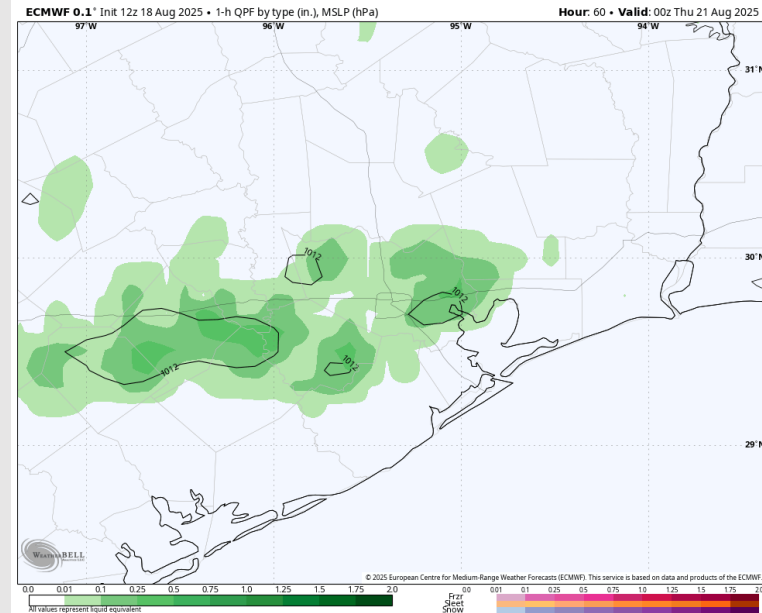 ECMWF 0.1° Init 12z 18 Aug 2025 • 1-h QPF by type (in.), MSLP (hPa)
Hour: 60 • Valid: 00z Thu 21 Aug 2025
97°W 96°W 95°W 94°W
31°N
30°N
1012
1012
1012
1012
29°N
WEATHERBELL
© 2025 European Centre for Medium-Range Weather Forecasts (ECMWF). This service is based on data and products of the ECMWF.
0.0 0.01 0.1 0.25 0.5 0.75 1.0 1.25 1.5 1.75 2.0
All values represent liquid equivalent
0.0 0.01 0.1 0.25 0.5 0.75 1.0 1.25 1.5 1.75 2.0
Frzr
Sleet
Snow